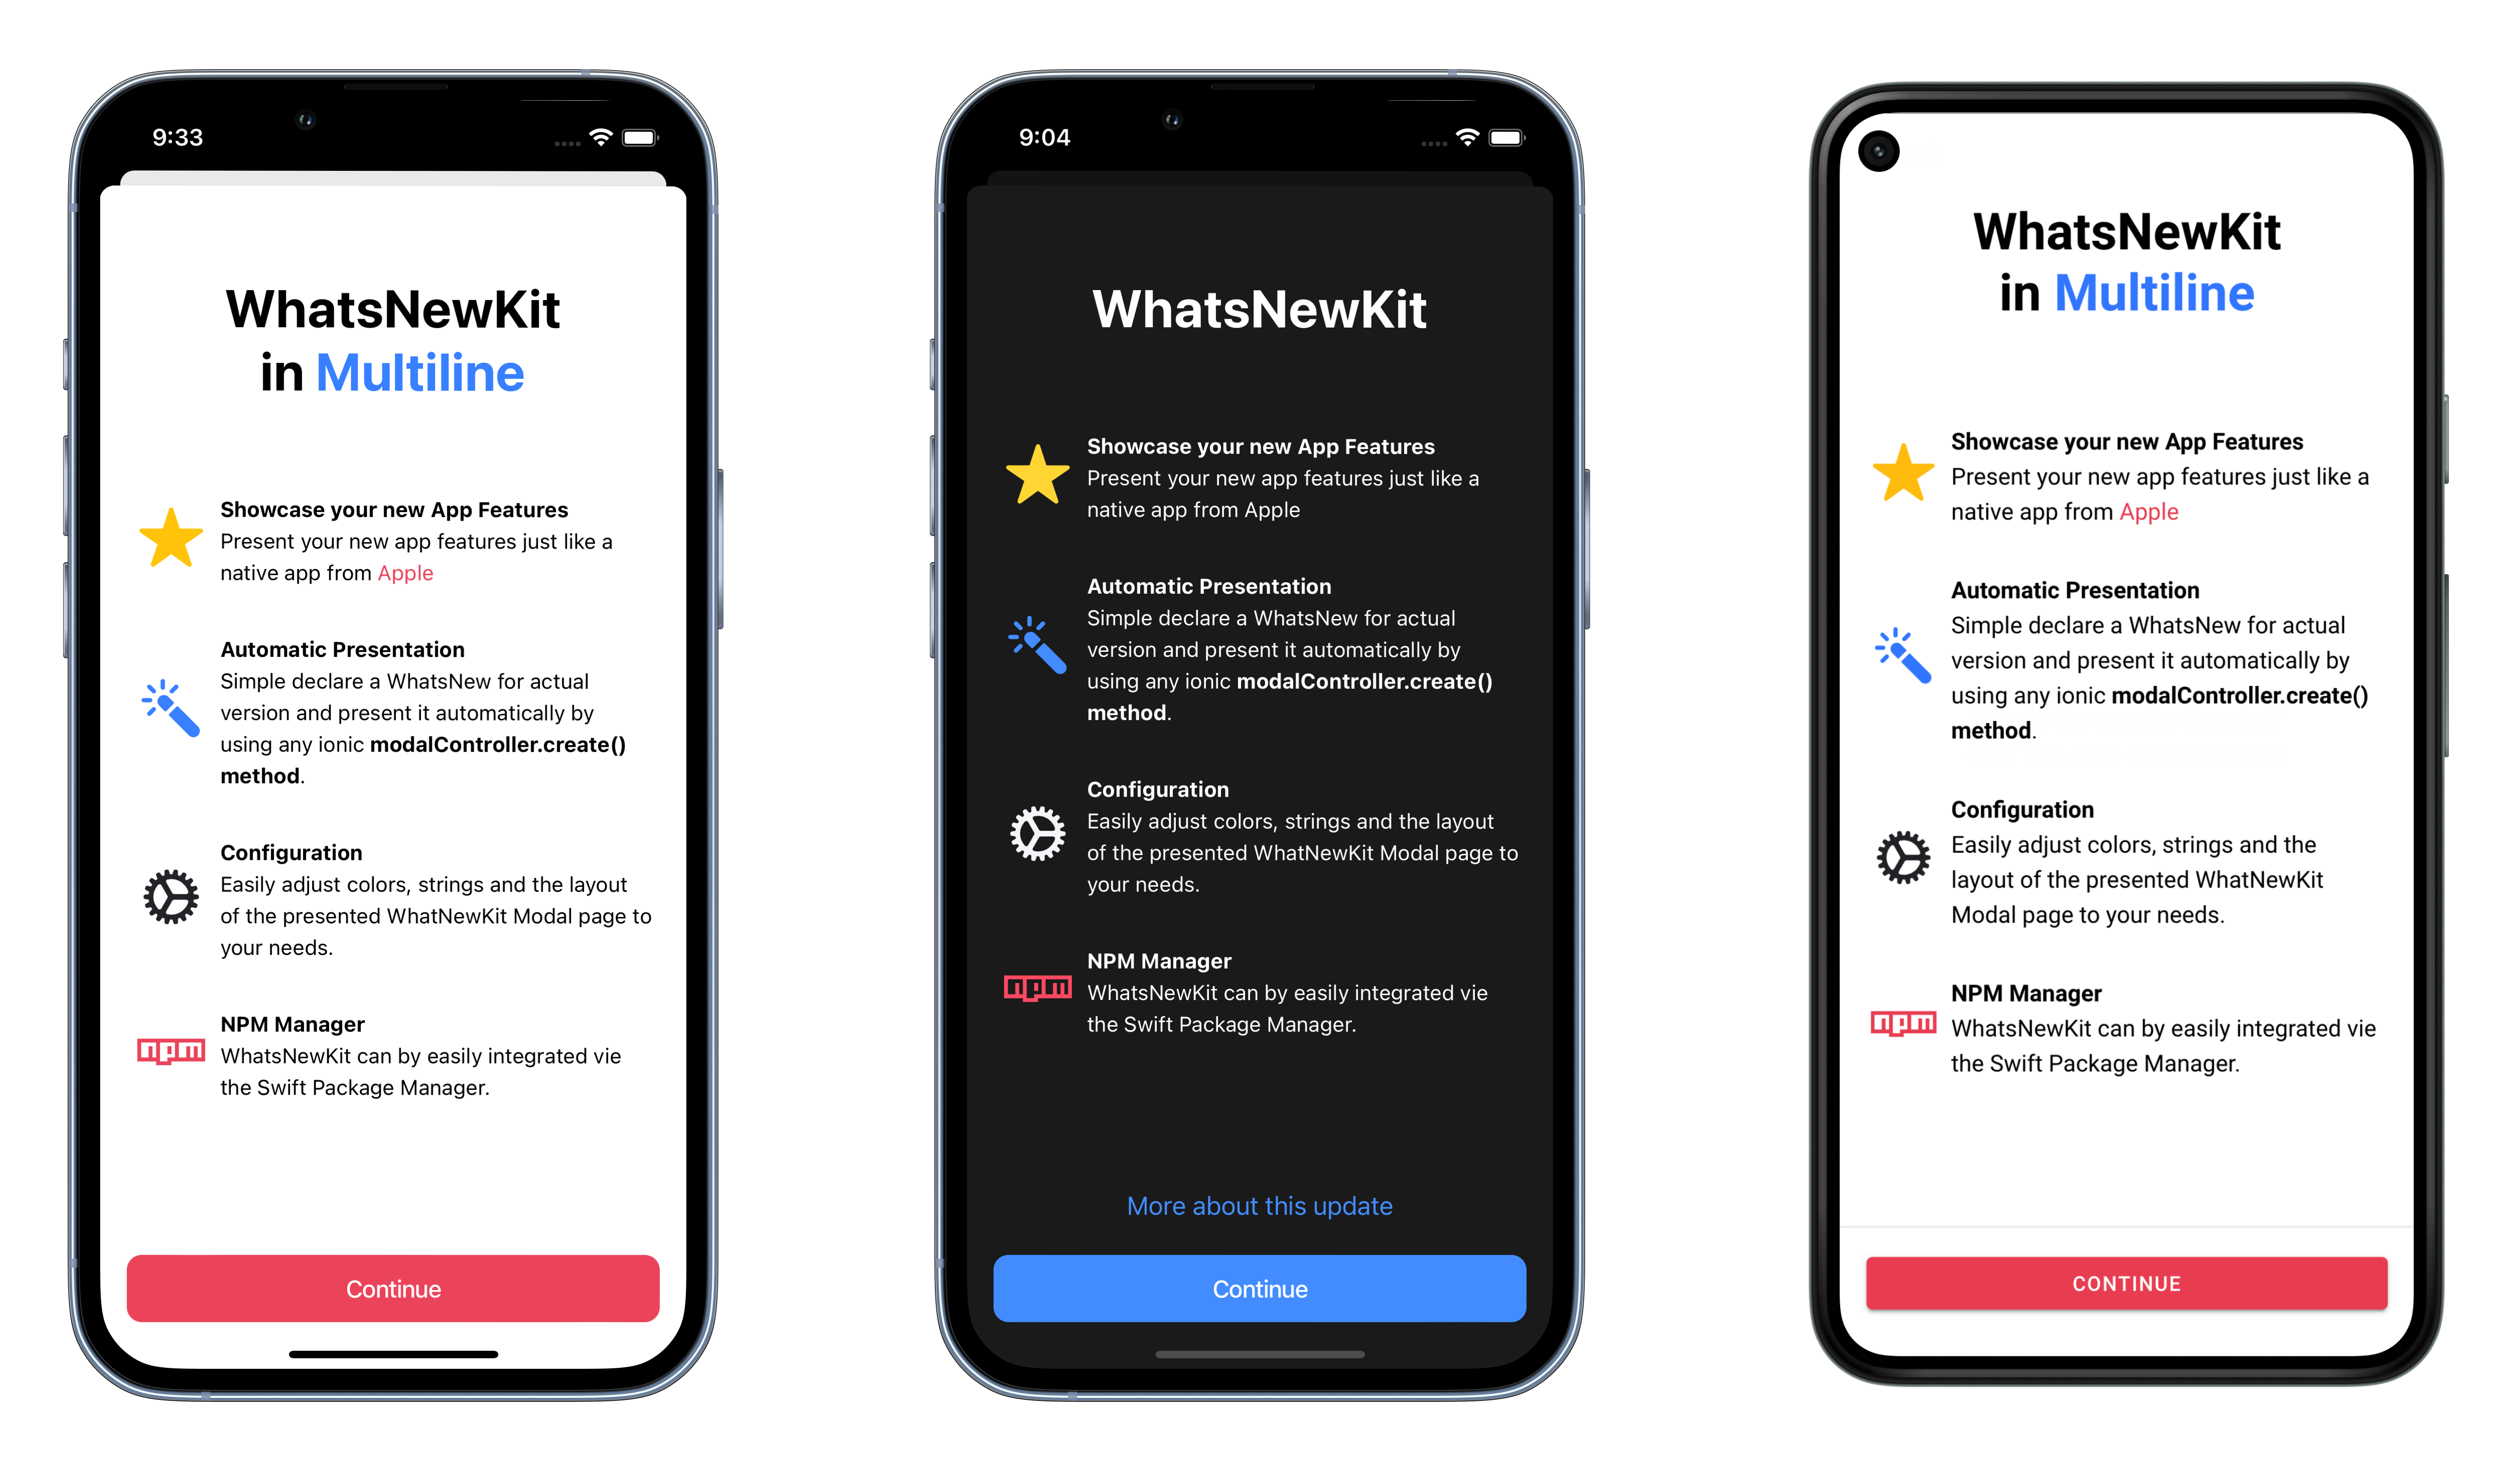 9:33
WhatsNewKit
in Multiline
Showcase your new App Features
Present your new app features just like a
native app from Apple
Automatic Presentation
Simple declare a WhatsNew for actual
version and present it automatically by
using any ionic modalController.create()
method.
Configuration
Easily adjust colors, strings and the layout
of the presented WhatNewKit Modal page to
your needs.
npm
NPM Manager
WhatsNewKit can by easily integrated vie
the Swift Package Manager.
Continue
9:04
WhatsNewKit
Showcase your new App Features
Present your new app features just like a
native app from Apple
Automatic Presentation
Simple declare a WhatsNew for actual
version and present it automatically by
using any ionic modalController.create()
method.
Configuration
Easily adjust colors, strings and the layout
of the presented WhatNewKit Modal page to
your needs.
npm
NPM Manager
WhatsNewKit can by easily integrated vie
the Swift Package Manager.
More about this update
Continue
WhatsNewKit
in Multiline
Showcase your new App Features
Present your new app features just like a
native app from Apple
Automatic Presentation
Simple declare a WhatsNew for actual
version and present it automatically by
using any ionic modalController.create()
method.
Configuration
Easily adjust colors, strings and the
layout of the presented WhatNewKit
Modal page to your needs.
npm
NPM Manager
WhatsNewKit can by easily integrated vie
the Swift Package Manager.
CONTINUE